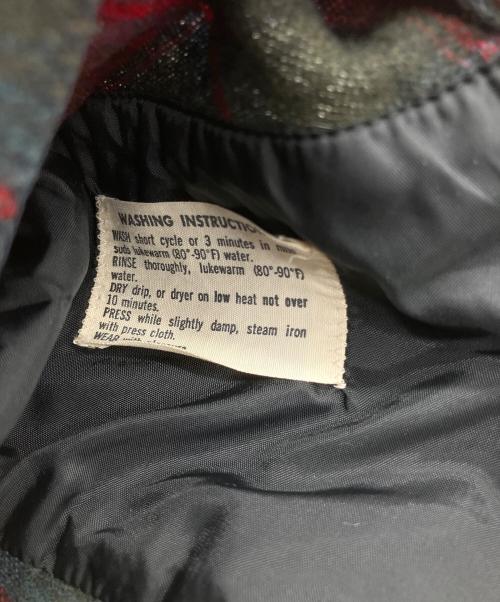 WASHING
WASH short cycle or 3 minutes in
suds lukewarm (80°-90°F) water.
RINSE thoroughly, lukewarm (80°-90°F)
water.
DRY drip, or dryer on low heat not over
10 minutes.
PRESS while slightly damp, steam iron
with press cloth.
WEAR